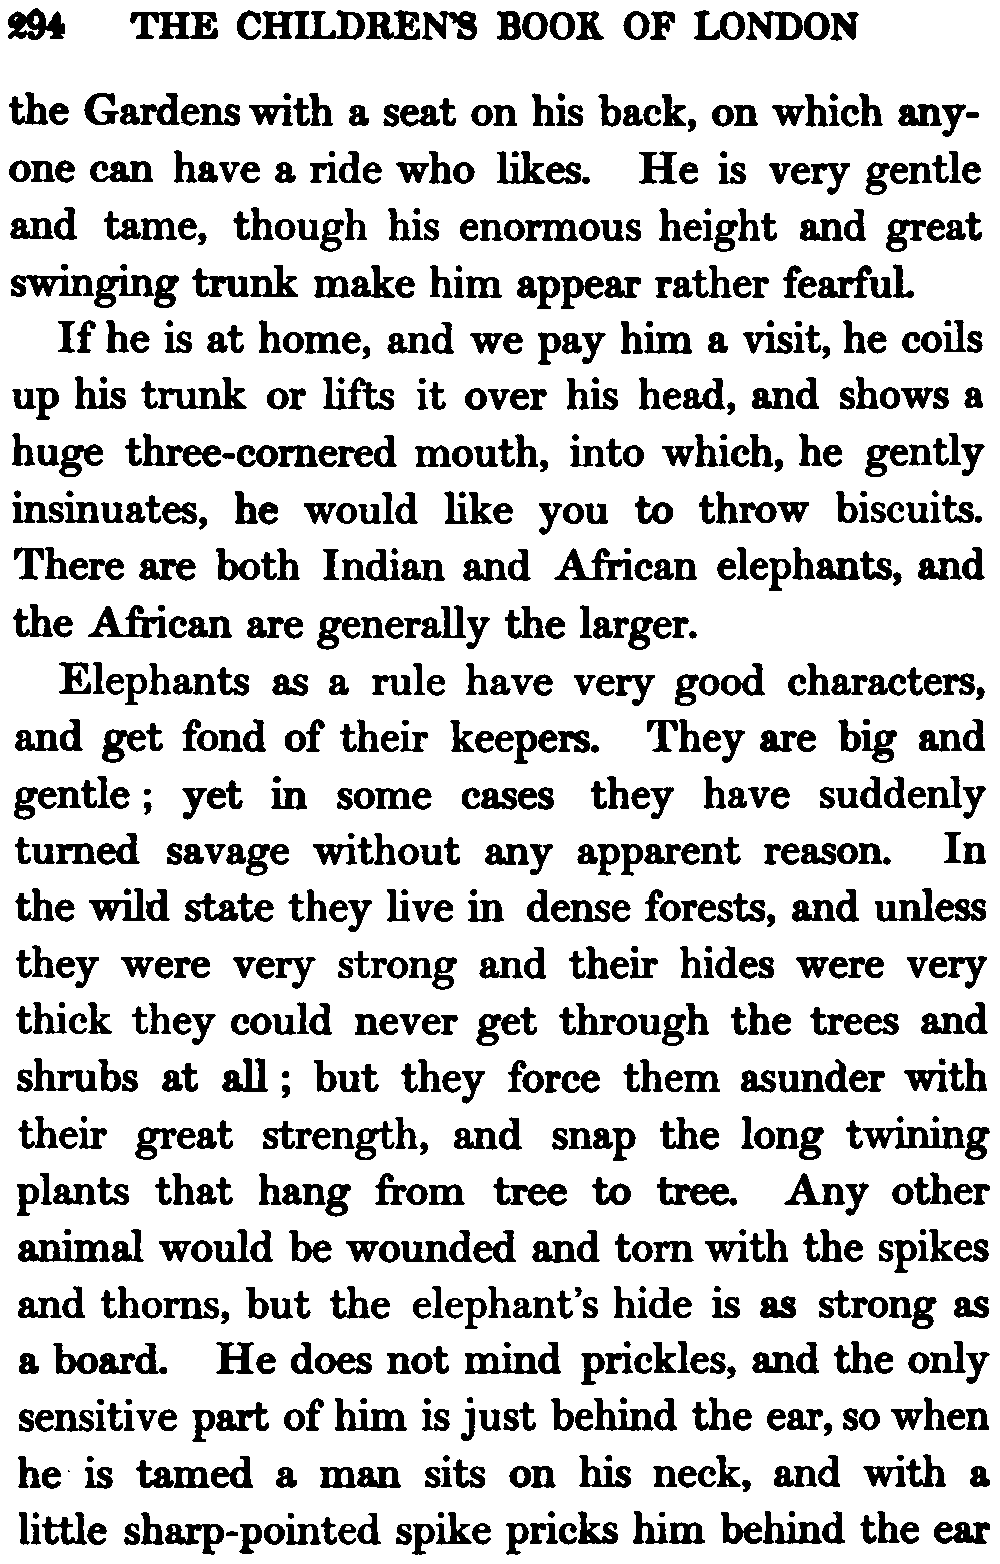 294 THE CHILDREN'S BOOK OF LONDON
the Gardens with a seat on his back, on which any-
one can have a ride who likes. He is very gentle
and tame, though his enormous height and great
swinging trunk make him appear rather fearful.
If he is at home, and we pay him a visit, he coils
up his trunk or lifts it over his head, and shows a
huge three-cornered mouth, into which, he gently
insinuates, he would like you to throw biscuits.
There are both Indian and African elephants, and
the African are generally the larger.
Elephants as a rule have very good characters,
and get fond of their keepers. They are big and
gentle ; yet in some cases they have suddenly
turned savage without any apparent reason. In
the wild state they live in dense forests, and unless
they were very strong and their hides were very
thick they could never get through the trees and
shrubs at all ; but they force them asunder with
their great strength, and snap the long twining
plants that hang from tree to tree. Any other
animal would be wounded and torn with the spikes
and thorns, but the elephant's hide is as strong as
a board. He does not mind prickles, and the only
sensitive part of him is just behind the ear, so when
he is tamed a man sits on his neck, and with a
little sharp-pointed spike pricks him behind the ear